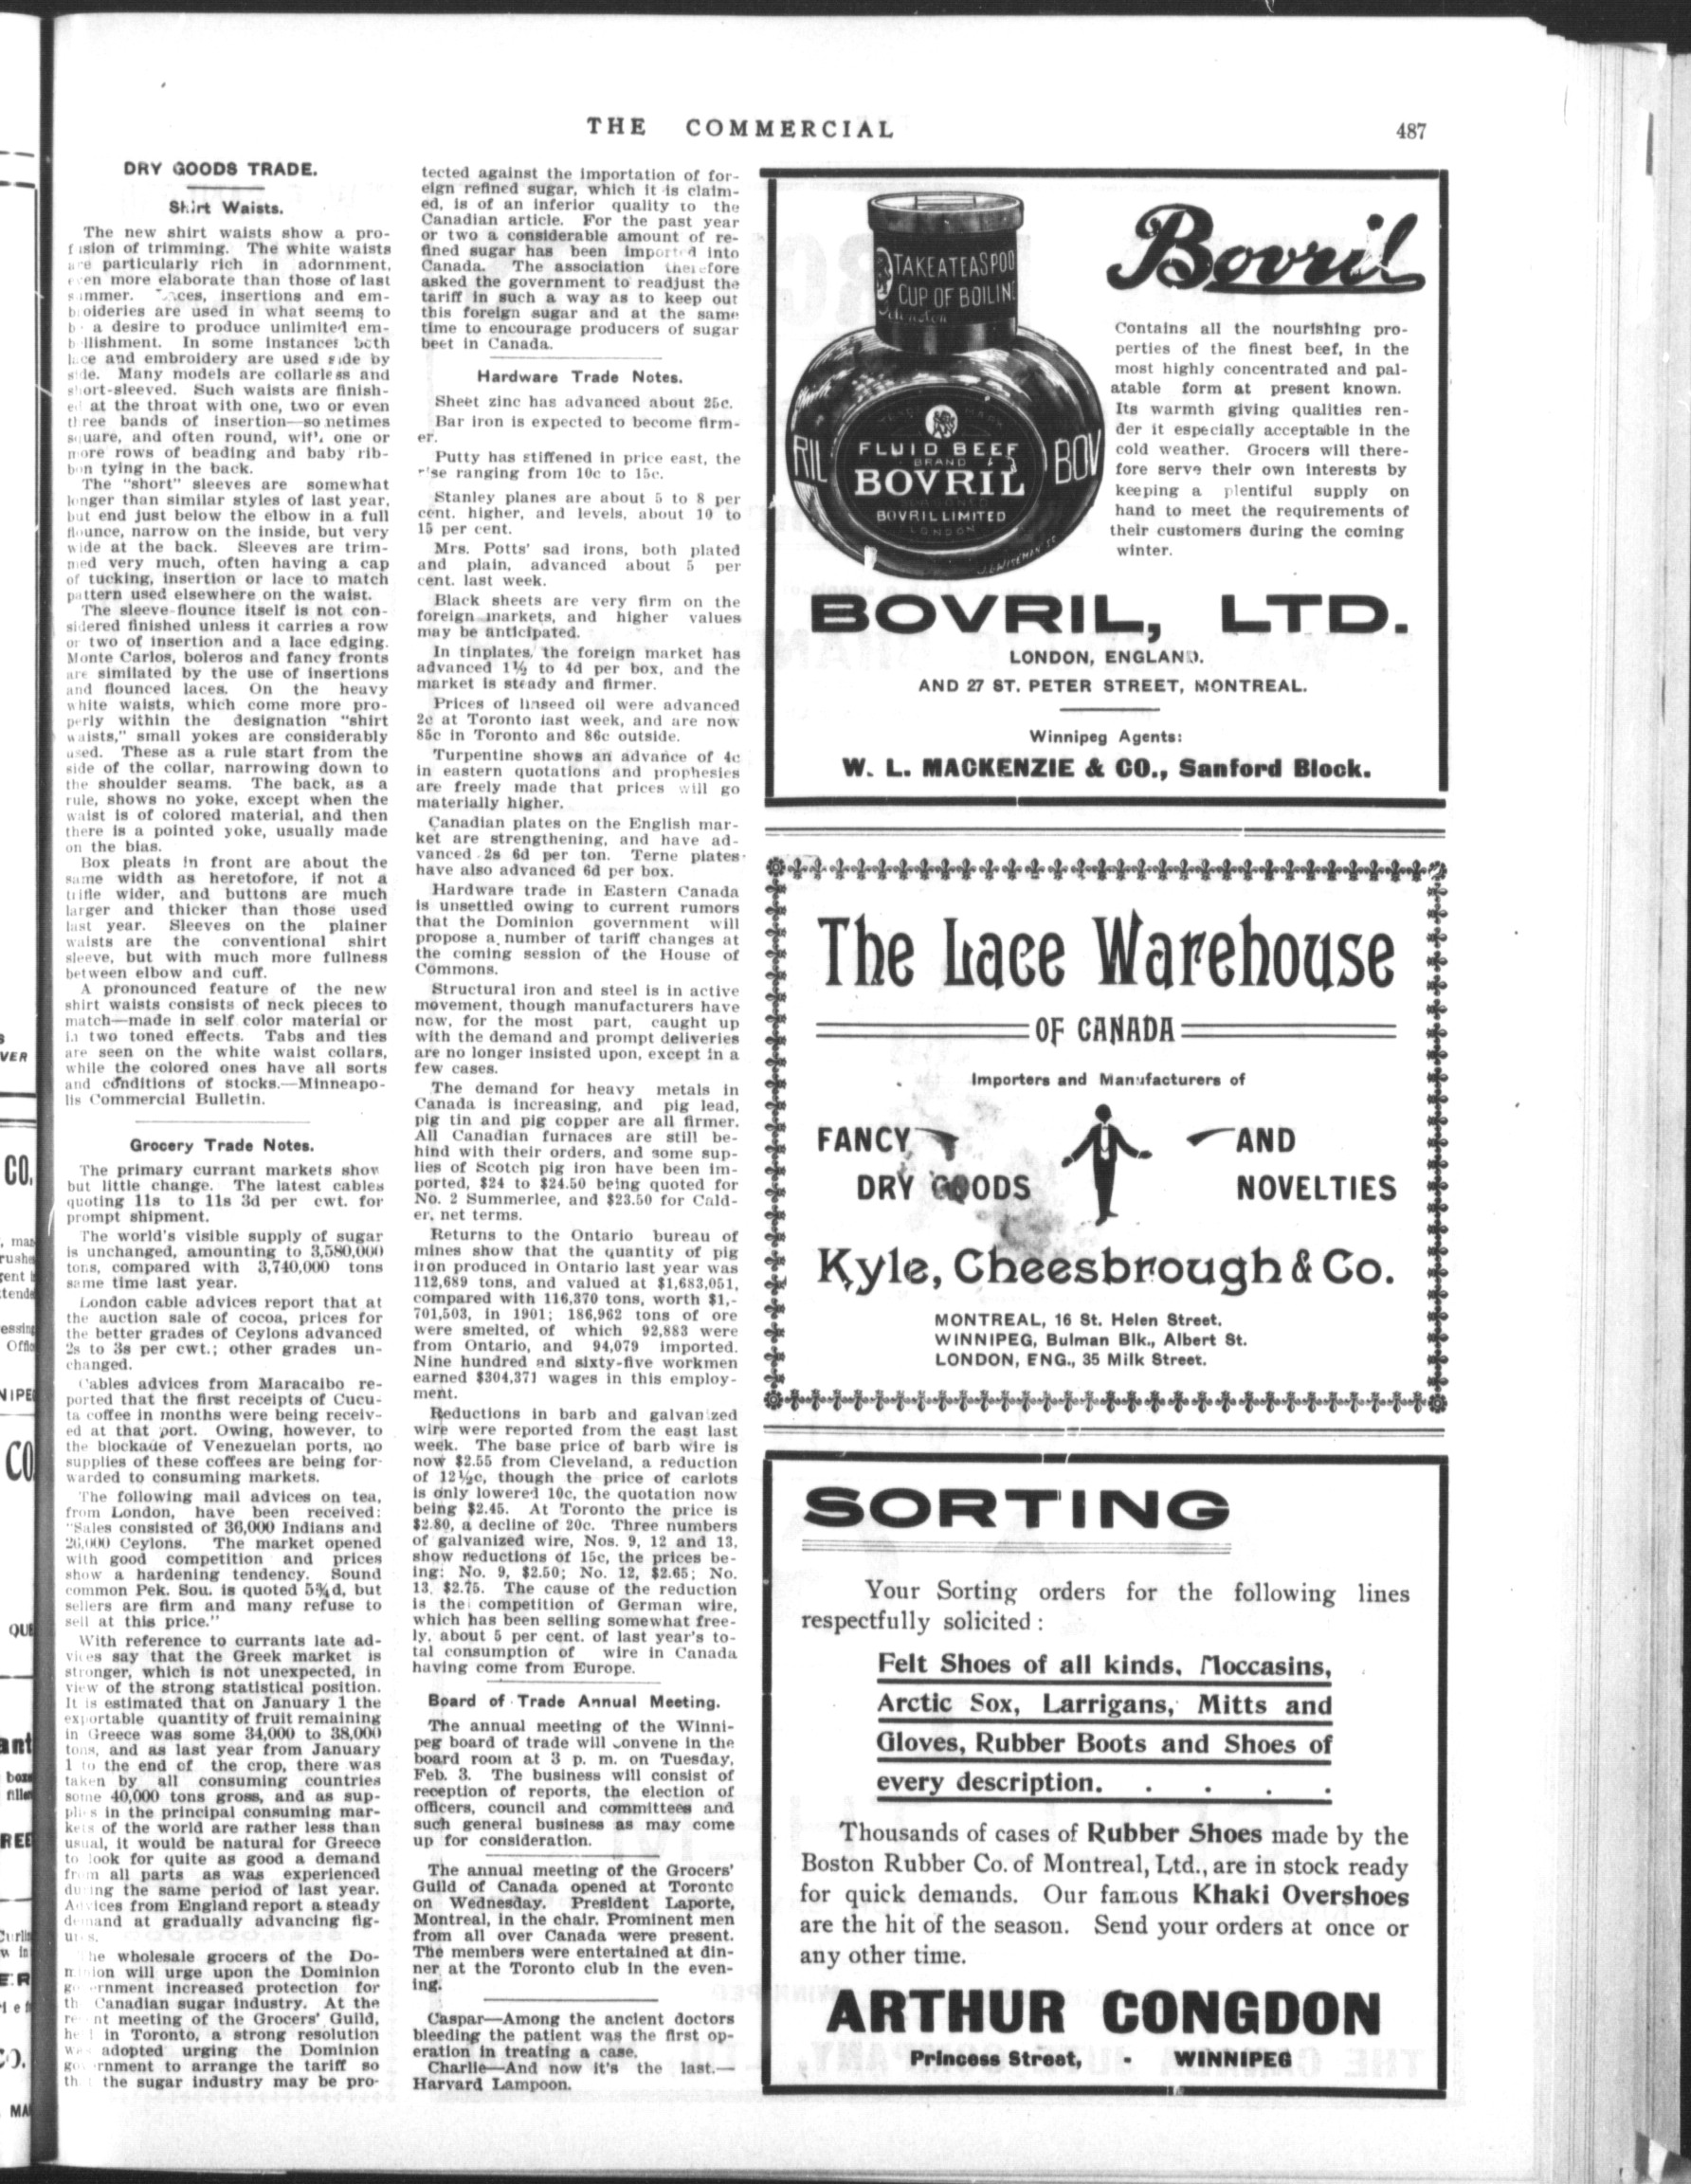 THE COMMERCIAL
487
DRY GOODS TRADE.
Shirt Waists.
The new shirt waists show a pro-
fusion of trimming. The white waists
are particularly rich in adornment,
even more elaborate than those of last
summer. Laces, insertions and em-
broideries are used in what seems to
be a desire to produce unlimited em-
bellishment. In some instances both
lace and embroidery are used side by
side. Many models are collarless and
short-sleeved. Such waists are finish-
ed at the throat with one, two or even
three bands of insertion—sometimes
square, and often round, with one or
more rows of beading and baby rib-
bon tying in the back.
The "short" sleeves are somewhat
longer than similar styles of last year,
but end just below the elbow in a full
flounce, narrow on the inside, but very
wide at the back. Sleeves are trim-
med very much, often having a cap
of tucking, insertion or lace to match
pattern used elsewhere on the waist.
The sleeve flounce itself is not con-
sidered finished unless it carries a row
or two of insertion and a lace edging.
Monte Carlos, boleros and fancy fronts
are similated by the use of insertions
and flounced laces. On the heavy
white waists, which come more pro-
perly within the designation "shirt
waists," small yokes are considerably
used. These as a rule start from the
side of the collar, narrowing down to
the shoulder seams. The back, as a
rule, shows no yoke, except when the
waist is of colored material, and then
there is a pointed yoke, usually made
on the bias.
Box pleats in front are about the
same width as heretofore, if not a
trifle wider, and buttons are much
larger and thicker than those used
last year. Sleeves on the plainer
waists are the conventional shirt
sleeve, but with much more fullness
between elbow and cuff.
A pronounced feature of the new
shirt waists consists of neck pieces to
match—made in self color material or
in two toned effects. Tabs and ties
are seen on the white waist collars,
while the colored ones have all sorts
and conditions of stocks.—Minneapo-
lis Commercial Bulletin.
Grocery Trade Notes.
The primary currant markets show
but little change. The latest cables
quoting 11s to 11s 3d per cwt. for
prompt shipment.
The world's visible supply of sugar
is unchanged, amounting to 3,580,000
tons, compared with 3,740,000 tons
same time last year.
London cable advices report that at
the auction sale of cocoa, prices for
the better grades of Ceylons advanced
2s to 3s per cwt.; other grades un-
changed.
Cables advices from Maracaibo re-
ported that the first receipts of Cucu-
ta coffee in months were being receiv-
ed at that port. Owing, however, to
the blockade of Venezuelan ports, no
supplies of these coffees are being for-
warded to consuming markets.
The following mail advices on tea,
from London, have been received:
"Sales consisted of 36,000 Indians and
26,000 Ceylons. The market opened
with good competition and prices
show a hardening tendency. Sound
common Pek. Sou. is quoted 5¾d, but
sellers are firm and many refuse to
sell at this price."
With reference to currants late ad-
vices say that the Greek market is
stronger, which is not unexpected, in
view of the strong statistical position.
It is estimated that on January 1 the
exportable quantity of fruit remaining
in Greece was some 34,000 to 38,000
tons, and as last year from January
1 to the end of the crop, there was
taken by all consuming countries
some 40,000 tons gross, and as sup-
plies in the principal consuming mar-
kets of the world are rather less than
usual, it would be natural for Greece
to look for quite as good a demand
from all parts as was experienced
during the same period of last year.
Advices from England report a steady
demand at gradually advancing fig-
ures.
The wholesale grocers of the Do-
minion will urge upon the Dominion
government increased protection for
the Canadian sugar industry. At the
recent meeting of the Grocers' Guild,
held in Toronto, a strong resolution
was adopted urging the Dominion
government to arrange the tariff so
that the sugar industry may be pro-
tected against the importation of for-
eign refined sugar, which it is claim-
ed, is of an inferior quality to the
Canadian article. For the past year
or two a considerable amount of re-
fined sugar has been imported into
Canada. The association therefore
asked the government to readjust the
tariff in such a way as to keep out
this foreign sugar and at the same
time to encourage producers of sugar
beet in Canada.
Hardware Trade Notes.
Sheet zinc has advanced about 25c.
Bar iron is expected to become firm-
er.
Putty has stiffened in price east, the
rise ranging from 10c to 15c.
Stanley planes are about 5 to 8 per
cent. higher, and levels, about 10 to
15 per cent.
Mrs. Potts' sad irons, both plated
and plain, advanced about 5 per
cent. last week.
Black sheets are very firm on the
foreign markets, and higher values
may be anticipated.
In tinplates, the foreign market has
advanced 1½ to 4d per box, and the
market is steady and firmer.
Prices of linseed oil were advanced
2c at Toronto last week, and are now
85c in Toronto and 86c outside.
Turpentine shows an advance of 4c
in eastern quotations and prophesies
are freely made that prices will go
materially higher.
Canadian plates on the English mar-
ket are strengthening, and have ad-
vanced 2s 6d per ton. Terne plates
have also advanced 6d per box.
Hardware trade in Eastern Canada
is unsettled owing to current rumors
that the Dominion government will
propose a number of tariff changes at
the coming session of the House of
Commons.
Structural iron and steel is in active
movement, though manufacturers have
now, for the most part, caught up
with the demand and prompt deliveries
are no longer insisted upon, except in a
few cases.
The demand for heavy metals in
Canada is increasing, and pig lead,
pig tin and pig copper are all firmer.
All Canadian furnaces are still be-
hind with their orders, and some sup-
lies of Scotch pig iron have been im-
ported, $24 to $24.50 being quoted for
No. 2 Summerlee, and $23.50 for Cald-
er, net terms.
Returns to the Ontario bureau of
mines show that the quantity of pig
iron produced in Ontario last year was
112,689 tons, and valued at $1,683,051,
compared with 116,370 tons, worth $1,-
701,503, in 1901; 186,962 tons of ore
were smelted, of which 92,883 were
from Ontario, and 94,079 imported.
Nine hundred and sixty-five workmen
earned $304,371 wages in this employ-
ment.
Reductions in barb and galvanized
wire were reported from the east last
week. The base price of barb wire is
now $2.55 from Cleveland, a reduction
of 12½c, though the price of carlots
is only lowered 10c, the quotation now
being $2.45. At Toronto the price is
$2.80, a decline of 20c. Three numbers
of galvanized wire, Nos. 9, 12 and 13,
show reductions of 15c, the prices be-
ing: No. 9, $2.50; No. 12, $2.65; No.
13, $2.75. The cause of the reduction
is the competition of German wire,
which has been selling somewhat free-
ly, about 5 per cent. of last year's to-
tal consumption of wire in Canada
having come from Europe.
Board of Trade Annual Meeting.
The annual meeting of the Winni-
peg board of trade will convene in the
board room at 3 p. m. on Tuesday,
Feb. 3. The business will consist of
reception of reports, the election of
officers, council and committees and
such general business as may come
up for consideration.
The annual meeting of the Grocers'
Guild of Canada opened at Toronto
on Wednesday. President Laporte,
Montreal, in the chair. Prominent men
from all over Canada were present.
The members were entertained at din-
ner at the Toronto club in the even-
ing.
Caspar—Among the ancient doctors
bleeding the patient was the first op-
eration in treating a case.
Charlie—And now it's the last.—
Harvard Lampoon.
TAKE A TEASPOO
CUP OF BOILIN
RIL
FLUID BEEF
BRAND
BOVRIL
BOVRIL LIMITED
LONDON
BOV
Bovril
Contains all the nourishing pro-
perties of the finest beef, in the
most highly concentrated and pal-
atable form at present known.
Its warmth giving qualities ren-
der it especially acceptable in the
cold weather. Grocers will there-
fore serve their own interests by
keeping a plentiful supply on
hand to meet the requirements of
their customers during the coming
winter.
BOVRIL, LTD.
LONDON, ENGLAND.
AND 27 ST. PETER STREET, MONTREAL.
Winnipeg Agents:
W. L. MACKENZIE & CO., Sanford Block.
The Lace Warehouse
OF CANADA
Importers and Manufacturers of
FANCY
DRY GOODS
AND
NOVELTIES
Kyle, Cheesbrough & Co.
MONTREAL, 16 St. Helen Street.
WINNIPEG, Bulman Blk., Albert St.
LONDON, ENG., 35 Milk Street.
SORTING
Your Sorting orders for the following lines
respectfully solicited :
Felt Shoes of all kinds, Moccasins,
Arctic Sox, Larrigans, Mitts and
Gloves, Rubber Boots and Shoes of
every description. . . . .
Thousands of cases of Rubber Shoes made by the
Boston Rubber Co. of Montreal, Ltd., are in stock ready
for quick demands. Our famous Khaki Overshoes
are the hit of the season. Send your orders at once or
any other time.
ARTHUR CONGDON
Princess Street, - WINNIPEG